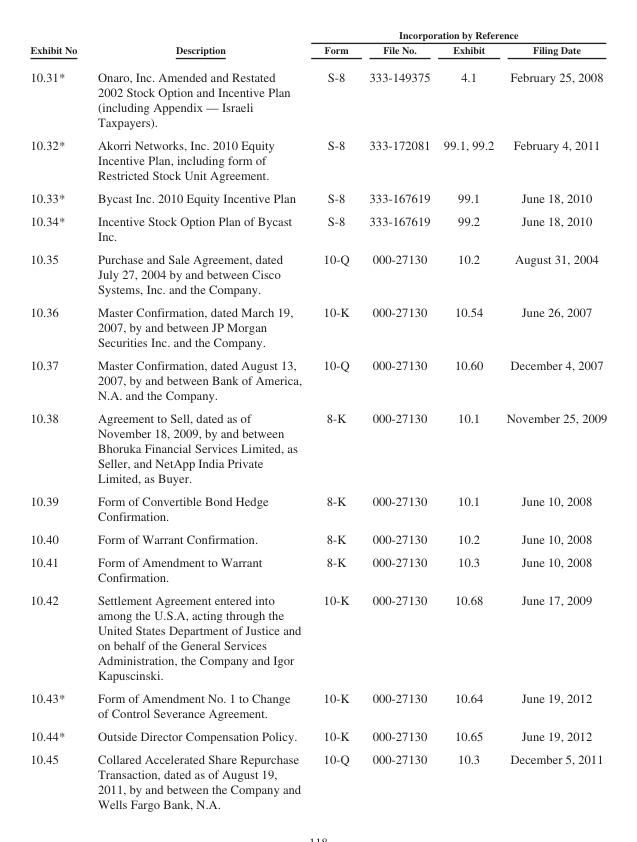 Incorporation by Reference
Exhibit No Description Form File No. Exhibit Filing Date
10.31* Onaro, Inc. Amended and Restated S-8 333-149375 4.1 February 25, 2008
2002 Stock Option and Incentive Plan
(including Appendix — Israeli
Taxpayers).
10.32* Akorri Networks, Inc. 2010 Equity S-8 333-172081 99.1, 99.2 February 4, 2011
Incentive Plan, including form of
Restricted Stock Unit Agreement.
10.33* Bycast Inc. 2010 Equity Incentive Plan S-8 333-167619 99.1 June 18, 2010
10.34* Incentive Stock Option Plan of Bycast S-8 333-167619 99.2 June 18, 2010
Inc.
10.35 Purchase and Sale Agreement, dated 10-Q 000-27130 10.2 August 31, 2004
July 27, 2004 by and between Cisco
Systems, Inc. and the Company.
10.36 Master Confirmation, dated March 19, 10-K 000-27130 10.54 June 26, 2007
2007, by and between JP Morgan
Securities Inc. and the Company.
10.37 Master Confirmation, dated August 13, 10-Q 000-27130 10.60 December 4, 2007
2007, by and between Bank of America,
N.A. and the Company.
10.38 Agreement to Sell, dated as of 8-K 000-27130 10.1 November 25, 2009
November 18, 2009, by and between
Bhoruka Financial Services Limited, as
Seller, and NetApp India Private
Limited, as Buyer.
10.39 Form of Convertible Bond Hedge 8-K 000-27130 10.1 June 10, 2008
Confirmation.
10.40 Form of Warrant Confirmation. 8-K 000-27130 10.2 June 10, 2008
10.41 Form of Amendment to Warrant 8-K 000-27130 10.3 June 10, 2008
Confirmation.
10.42 Settlement Agreement entered into 10-K 000-27130 10.68 June 17, 2009
among the U.S.A, acting through the
United States Department of Justice and
on behalf of the General Services
Administration, the Company and Igor
Kapuscinski.
10.43* Form of Amendment No. 1 to Change 10-K 000-27130 10.64 June 19, 2012
of Control Severance Agreement.
10.44* Outside Director Compensation Policy. 10-K 000-27130 10.65 June 19, 2012
10.45 Collared Accelerated Share Repurchase 10-Q 000-27130 10.3 December 5, 2011
Transaction, dated as of August 19,
2011, by and between the Company and
Wells Fargo Bank, N.A.
118